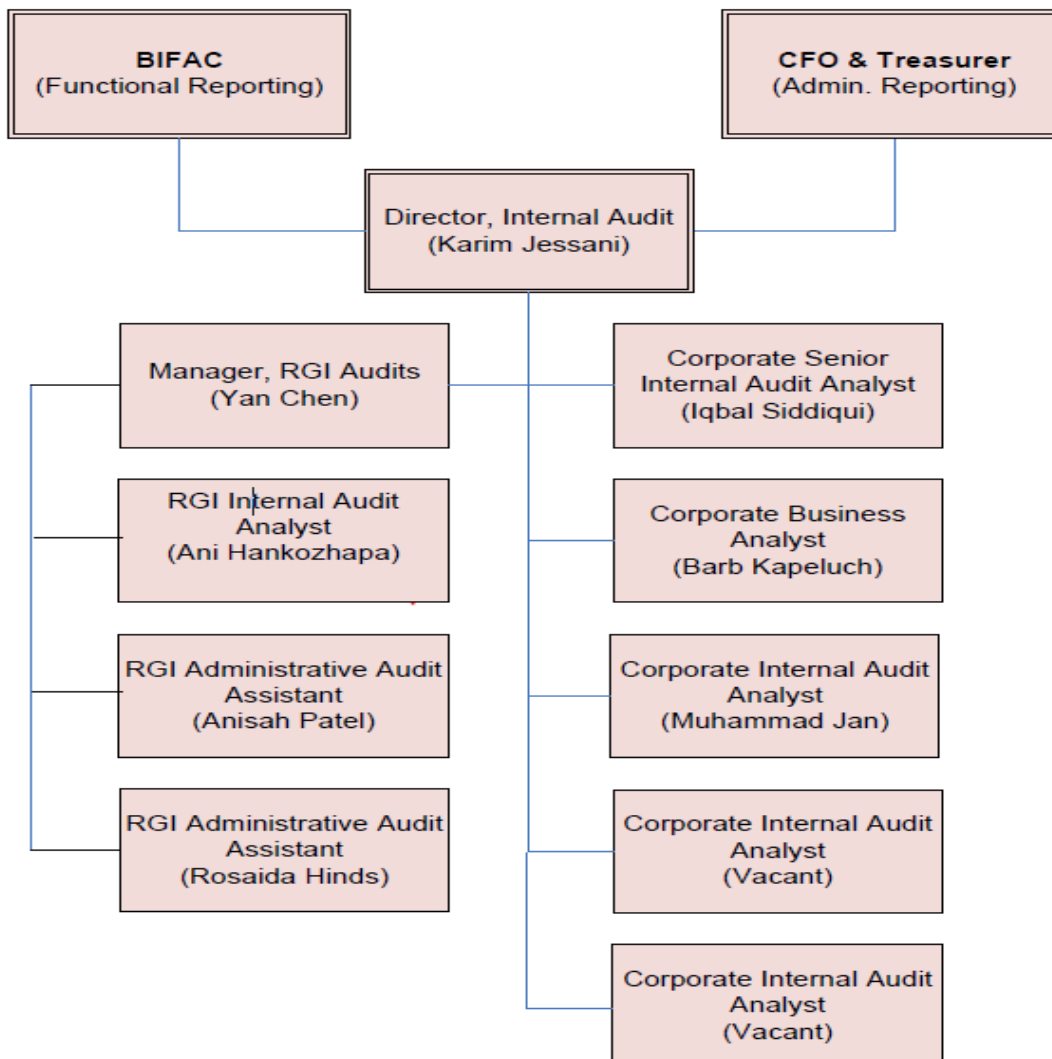 BIFAC
(Functional Reporting)
CFO & Treasurer
(Admin. Reporting)
Director, Internal Audit
(Karim Jessani)
Manager, RGI Audits
(Yan Chen)
RGI Internal Audit
Analyst
(Ani Hankozhapa)
RGI Administrative Audit
Assistant
(Anisah Patel)
RGI Administrative Audit
Assistant
(Rosaida Hinds)
Corporate Senior
Internal Audit Analyst
(Iqbal Siddiqui)
Corporate Business
Analyst
(Barb Kapeluch)
Corporate Internal Audit
Analyst
(Muhammad Jan)
Corporate Internal Audit
Analyst
(Vacant)
Corporate Internal Audit
Analyst
(Vacant)